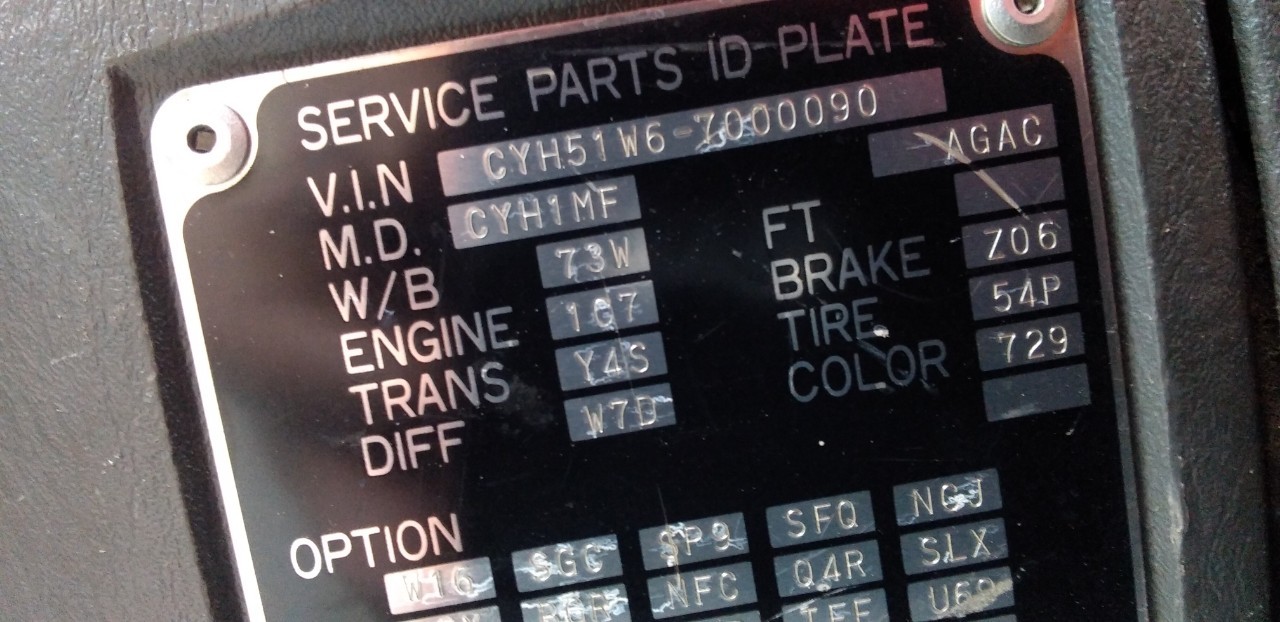 SERVICE PARTS ID PLATE
V.I.N CYH51W6-7000090
M.D. CYH1MF AGAC
W/B 73W
ENGINE 1G7 FT Z06
TRANS Y4S BRAKE 54P
DIFF W7D TIRE 729
COLOR
OPTION
W16 SGC SP9 SFQ NCJ
NFC Q4R SLX